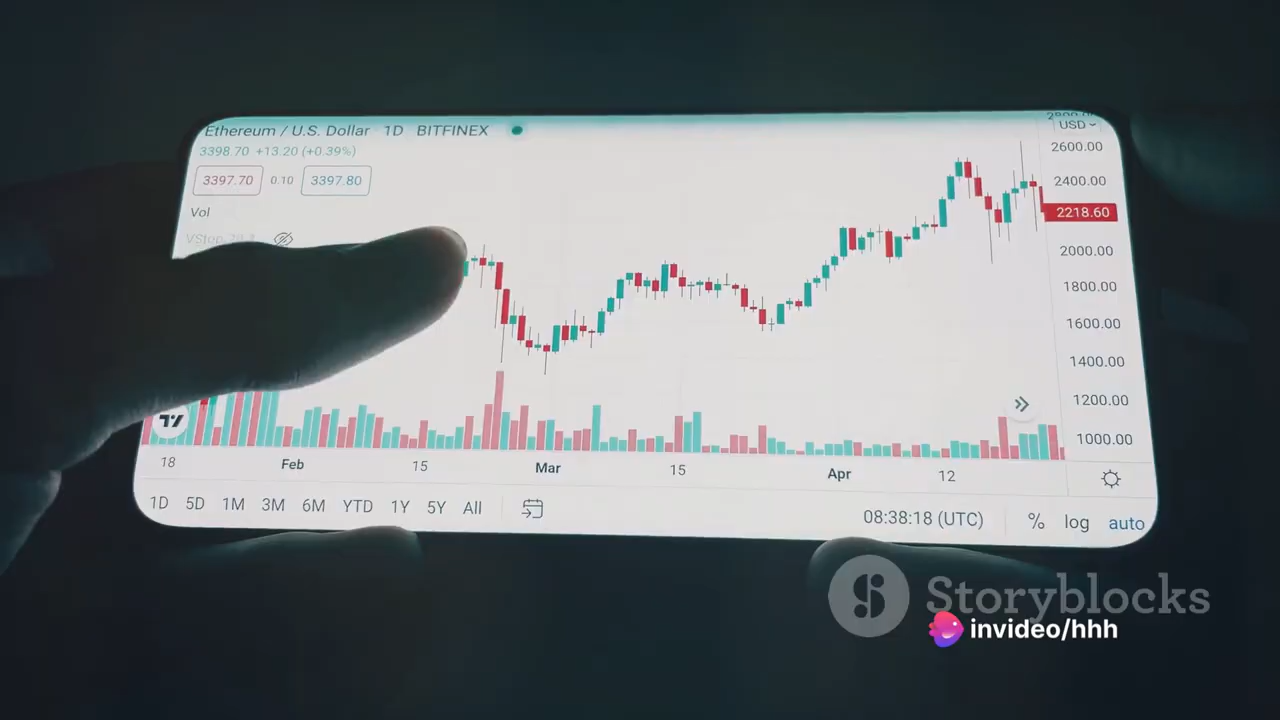 Ethereum / U.S. Dollar 1D BITFINEX
USD
3398.70 +13.20 (+0.39%)
3397.70 0.10 3397.80
Vol
2600.00
2400.00
2218.60
2000.00
1800.00
1600.00
1400.00
1200.00
1000.00
18 Feb 15 Mar 15 Apr 12
1D 5D 1M 3M 6M YTD 1Y 5Y All
08:38:18 (UTC) % log auto
Storyblocks
invideo/hhh